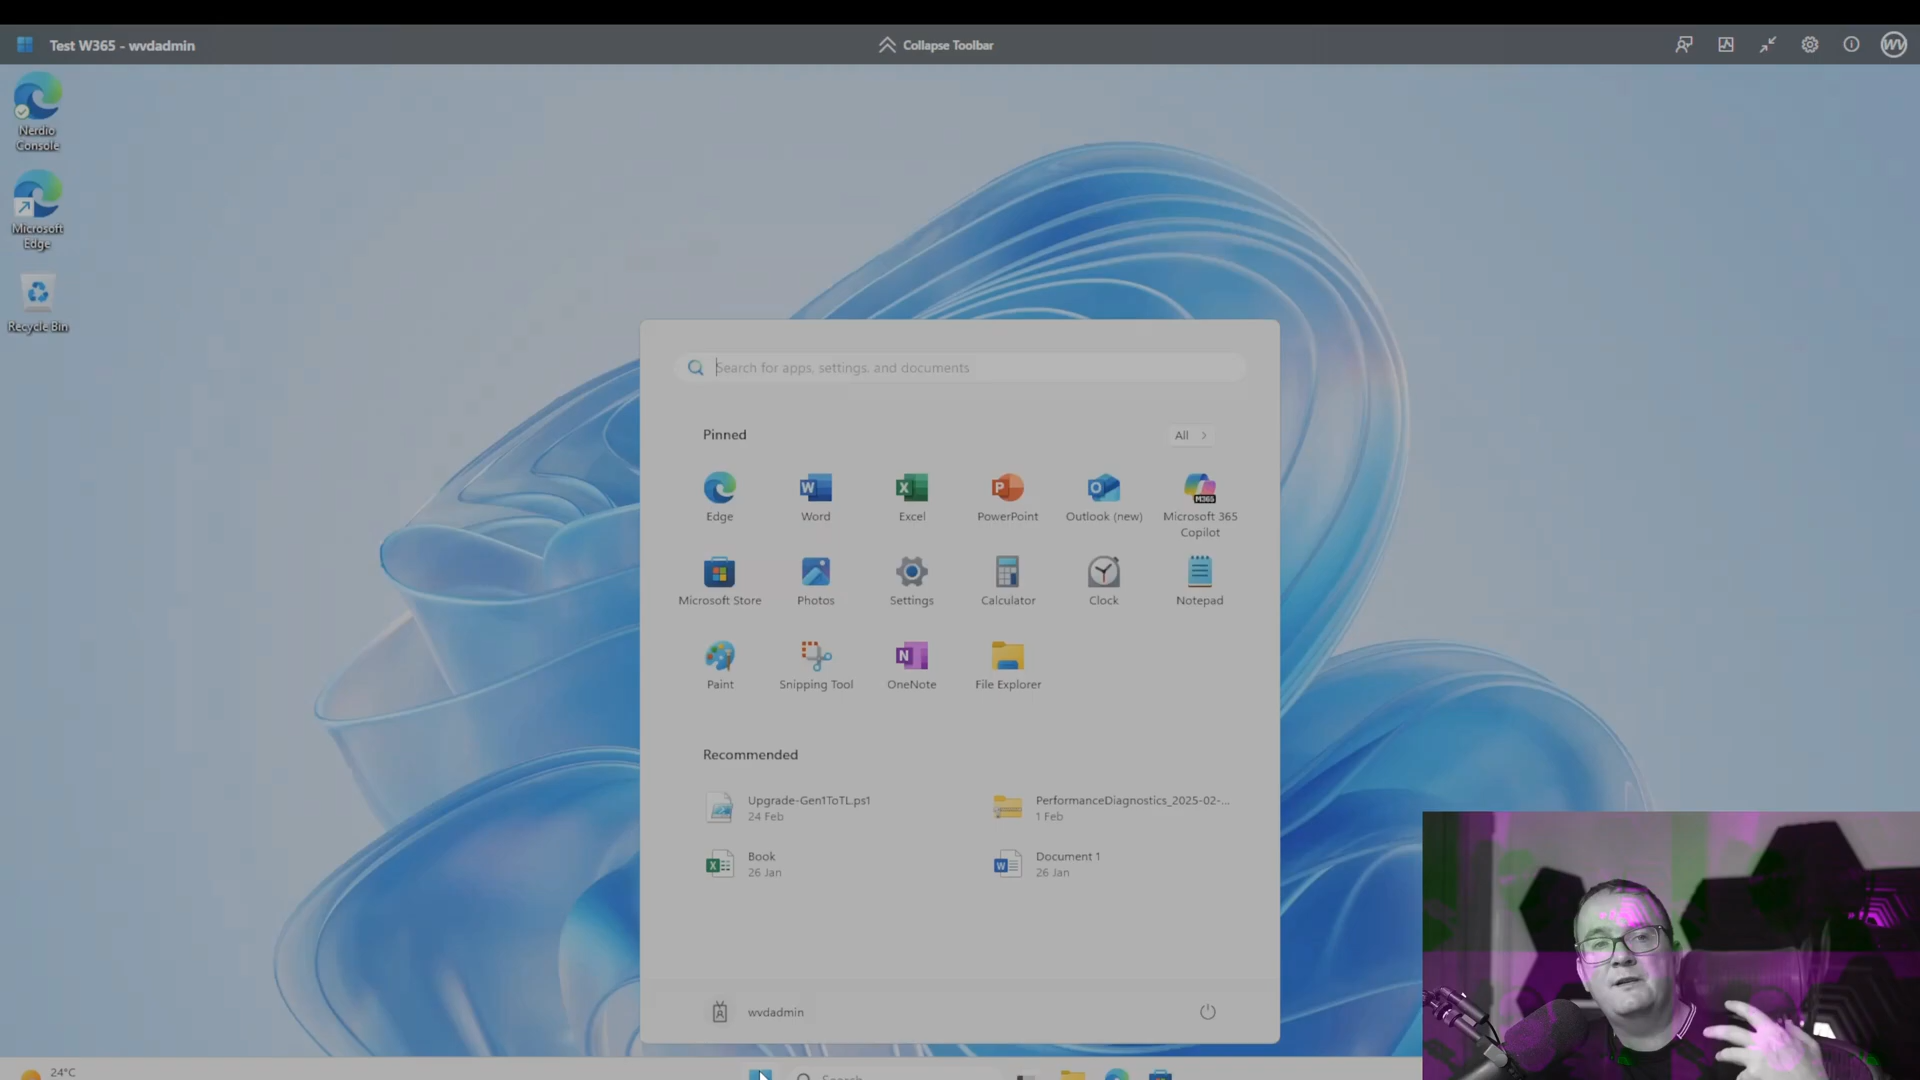 Test W365 - wvdadmin
Collapse Toolbar
WV
Nerdio
Console
Microsoft
Edge
Recycle Bin
Search for apps, settings, and documents
Pinned
All
Edge
Word
Excel
PowerPoint
Outlook (new)
Microsoft 365
Copilot
Microsoft Store
Photos
Settings
Calculator
Clock
Notepad
Paint
Snipping Tool
OneNote
File Explorer
Recommended
Upgrade-Gen1ToTL.ps1
24 Feb
PerformanceDiagnostics_2025-02-...
1 Feb
Book
26 Jan
Document 1
26 Jan
wvdadmin
24°C
Search